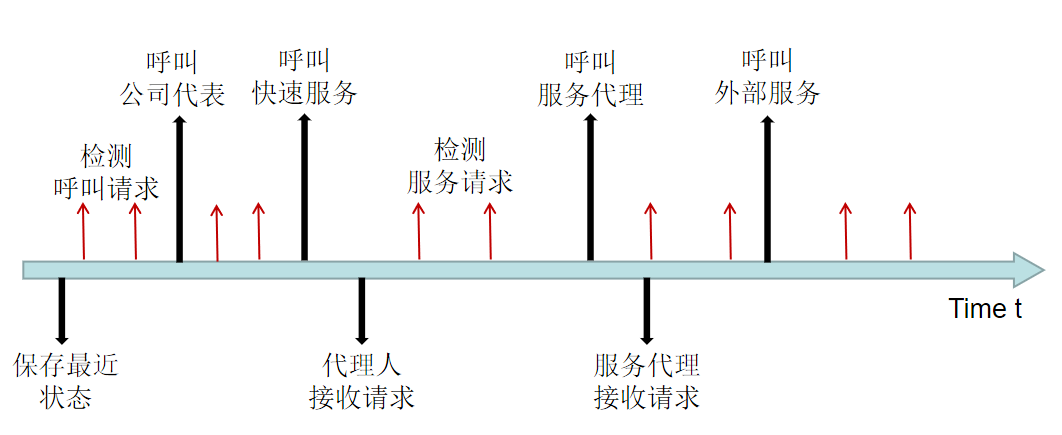 呼叫
公司代表
呼叫
快速服务
呼叫
服务代理
呼叫
外部服务
检测
呼叫请求
检测
服务请求
Time t
保存最近
状态
代理人
接收请求
服务代理
接收请求